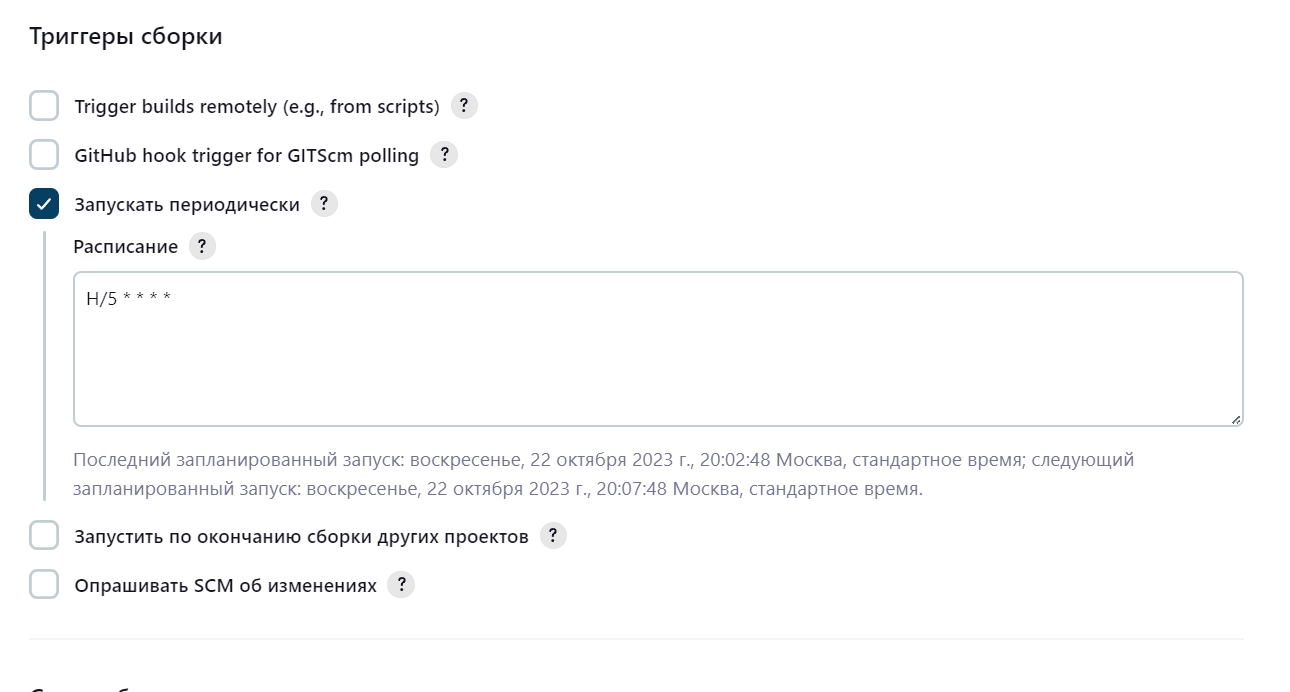 Триггеры сборки
Trigger builds remotely (e.g., from scripts) ?
GitHub hook trigger for GITScm polling ?
Запускать периодически ?
Расписание ?
H/5 * * * *
Последний запланированный запуск: воскресенье, 22 октября 2023 г., 20:02:48 Москва, стандартное время; следующий
запланированный запуск: воскресенье, 22 октября 2023 г., 20:07:48 Москва, стандартное время.
Запустить по окончанию сборки других проектов ?
Опрашивать SCM об изменениях ?